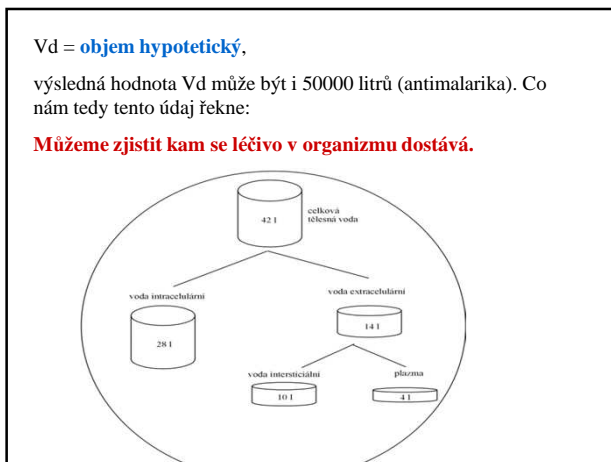 Vd = objem hypotetický,
výsledná hodnota Vd může být i 50000 litrů (antimalarika). Co
nám tedy tento údaj řekne:
Můžeme zjistit kam se léčivo v organizmu dostává.
42 l
celková
tělesná voda
voda intracelulární
voda extracelulární
28 l
14 l
voda intersticiální
plazma
10 l
4 l